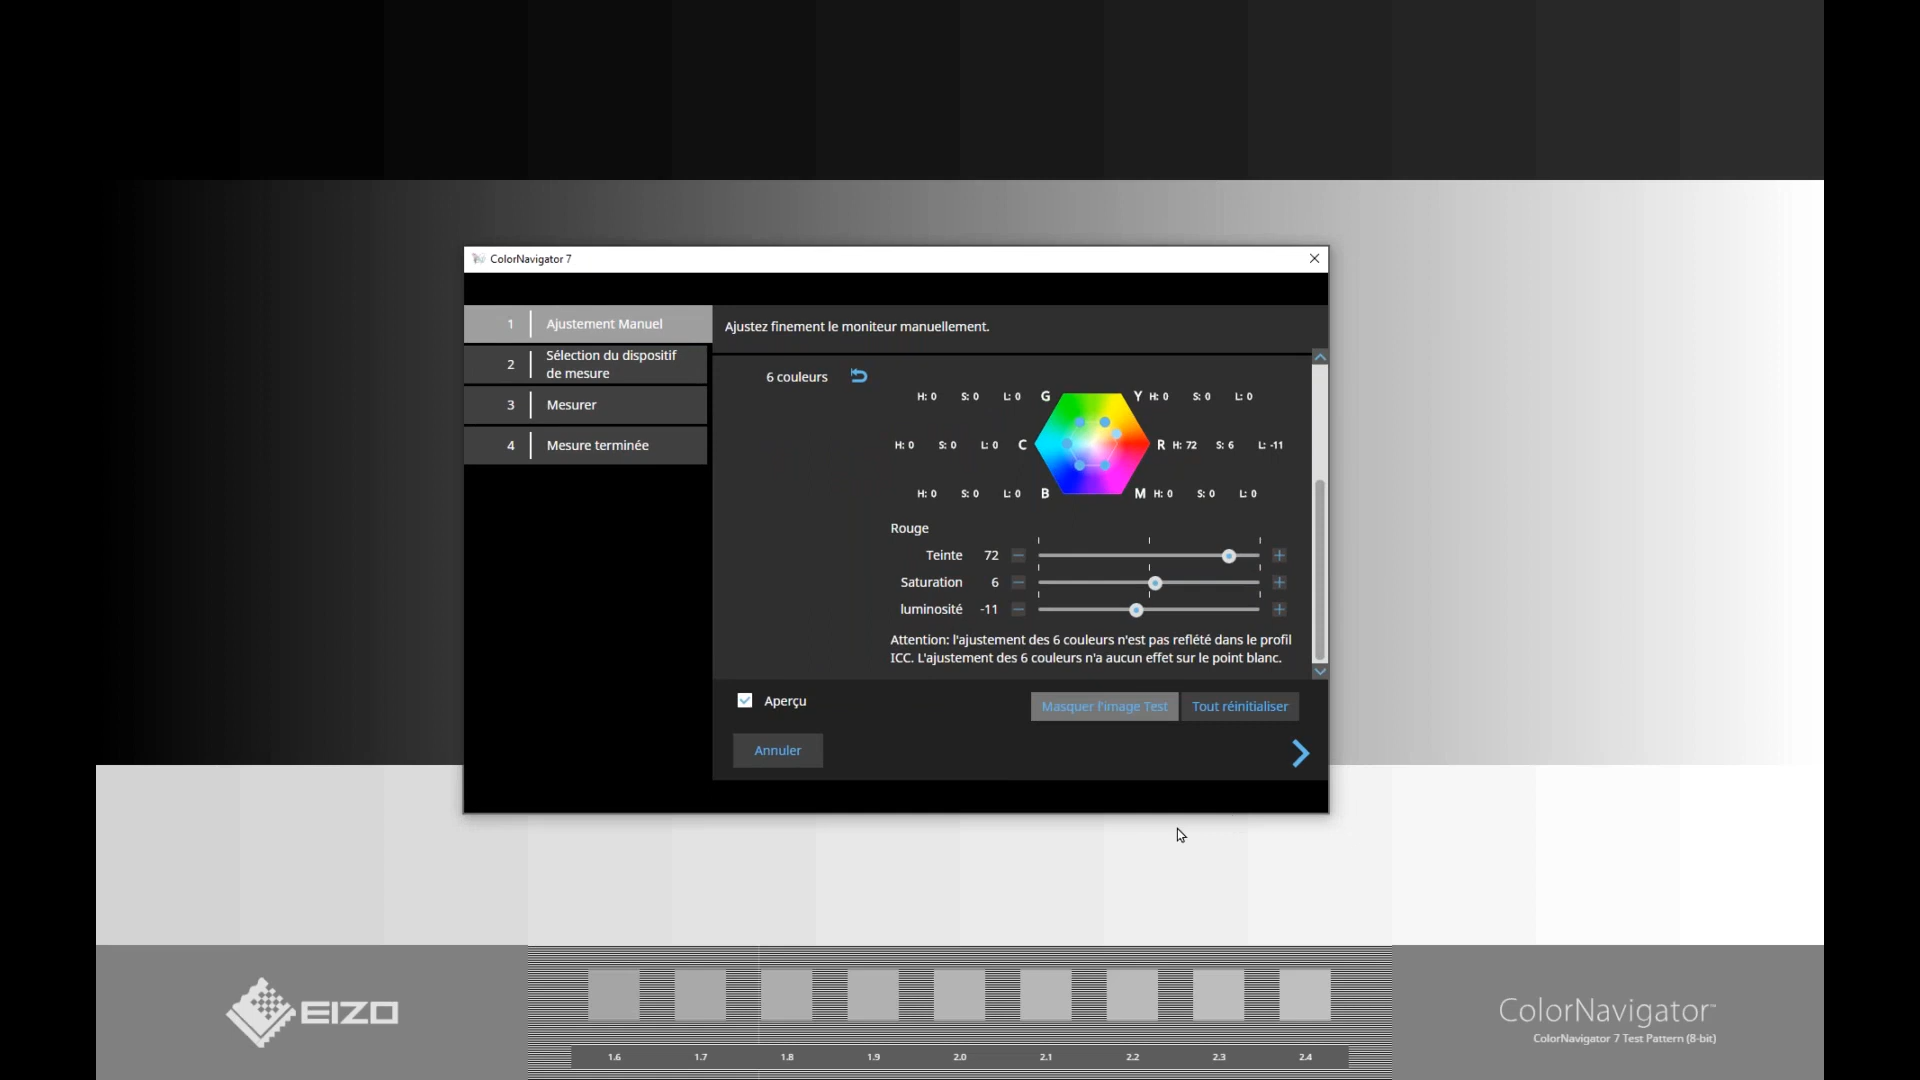 ColorNavigator 7
1 Ajustement Manuel
2 Sélection du dispositif
de mesure
3 Mesurer
4 Mesure terminée
Ajustez finement le moniteur manuellement.
6 couleurs
H: 0 S: 0 L: 0 G Y H: 0 S: 0 L: 0
H: 0 S: 0 L: 0 C R H: 72 S: 6 L: -11
H: 0 S: 0 L: 0 B M H: 0 S: 0 L: 0
Rouge
Teinte 72
Saturation 6
luminosité -11
Attention: l'ajustement des 6 couleurs n'est pas reflété dans le profil
ICC. L'ajustement des 6 couleurs n'a aucun effet sur le point blanc.
Aperçu
Masquer l'image Test
Tout réinitialiser
Annuler
EIZO
1.6 1.7 1.8 1.9 2.0 2.1 2.2 2.3 2.4
ColorNavigator™
ColorNavigator 7 Test Pattern (8-bit)